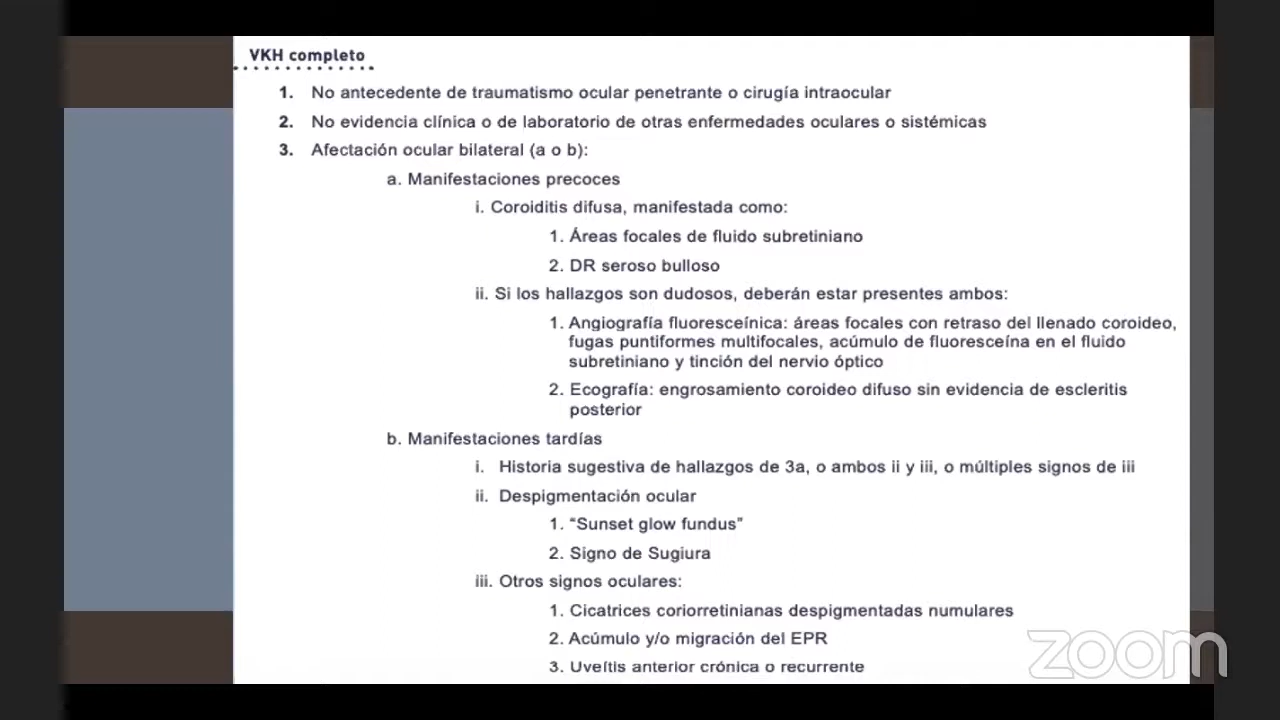 VKH completo
1. No antecedente de traumatismo ocular penetrante o cirugía intraocular
2. No evidencia clínica o de laboratorio de otras enfermedades oculares o sistémicas
3. Afectación ocular bilateral (a o b):
a. Manifestaciones precoces
i. Coroiditis difusa, manifestada como:
1. Áreas focales de fluido subretiniano
2. DR seroso bulloso
ii. Si los hallazgos son dudosos, deberán estar presentes ambos:
1. Angiografía fluoresceínica: áreas focales con retraso del llenado coroideo,
fugas puntiformes multifocales, acúmulo de fluoresceína en el fluido
subretiniano y tinción del nervio óptico
2. Ecografía: engrosamiento coroideo difuso sin evidencia de escleritis
posterior
b. Manifestaciones tardías
i. Historia sugestiva de hallazgos de 3a, o ambos ii y iii, o múltiples signos de iii
ii. Despigmentación ocular
1. “Sunset glow fundus”
2. Signo de Sugiura
iii. Otros signos oculares:
1. Cicatrices coriorretinianas despigmentadas numulares
2. Acúmulo y/o migración del EPR
3. Uveítis anterior crónica o recurrente
zoom